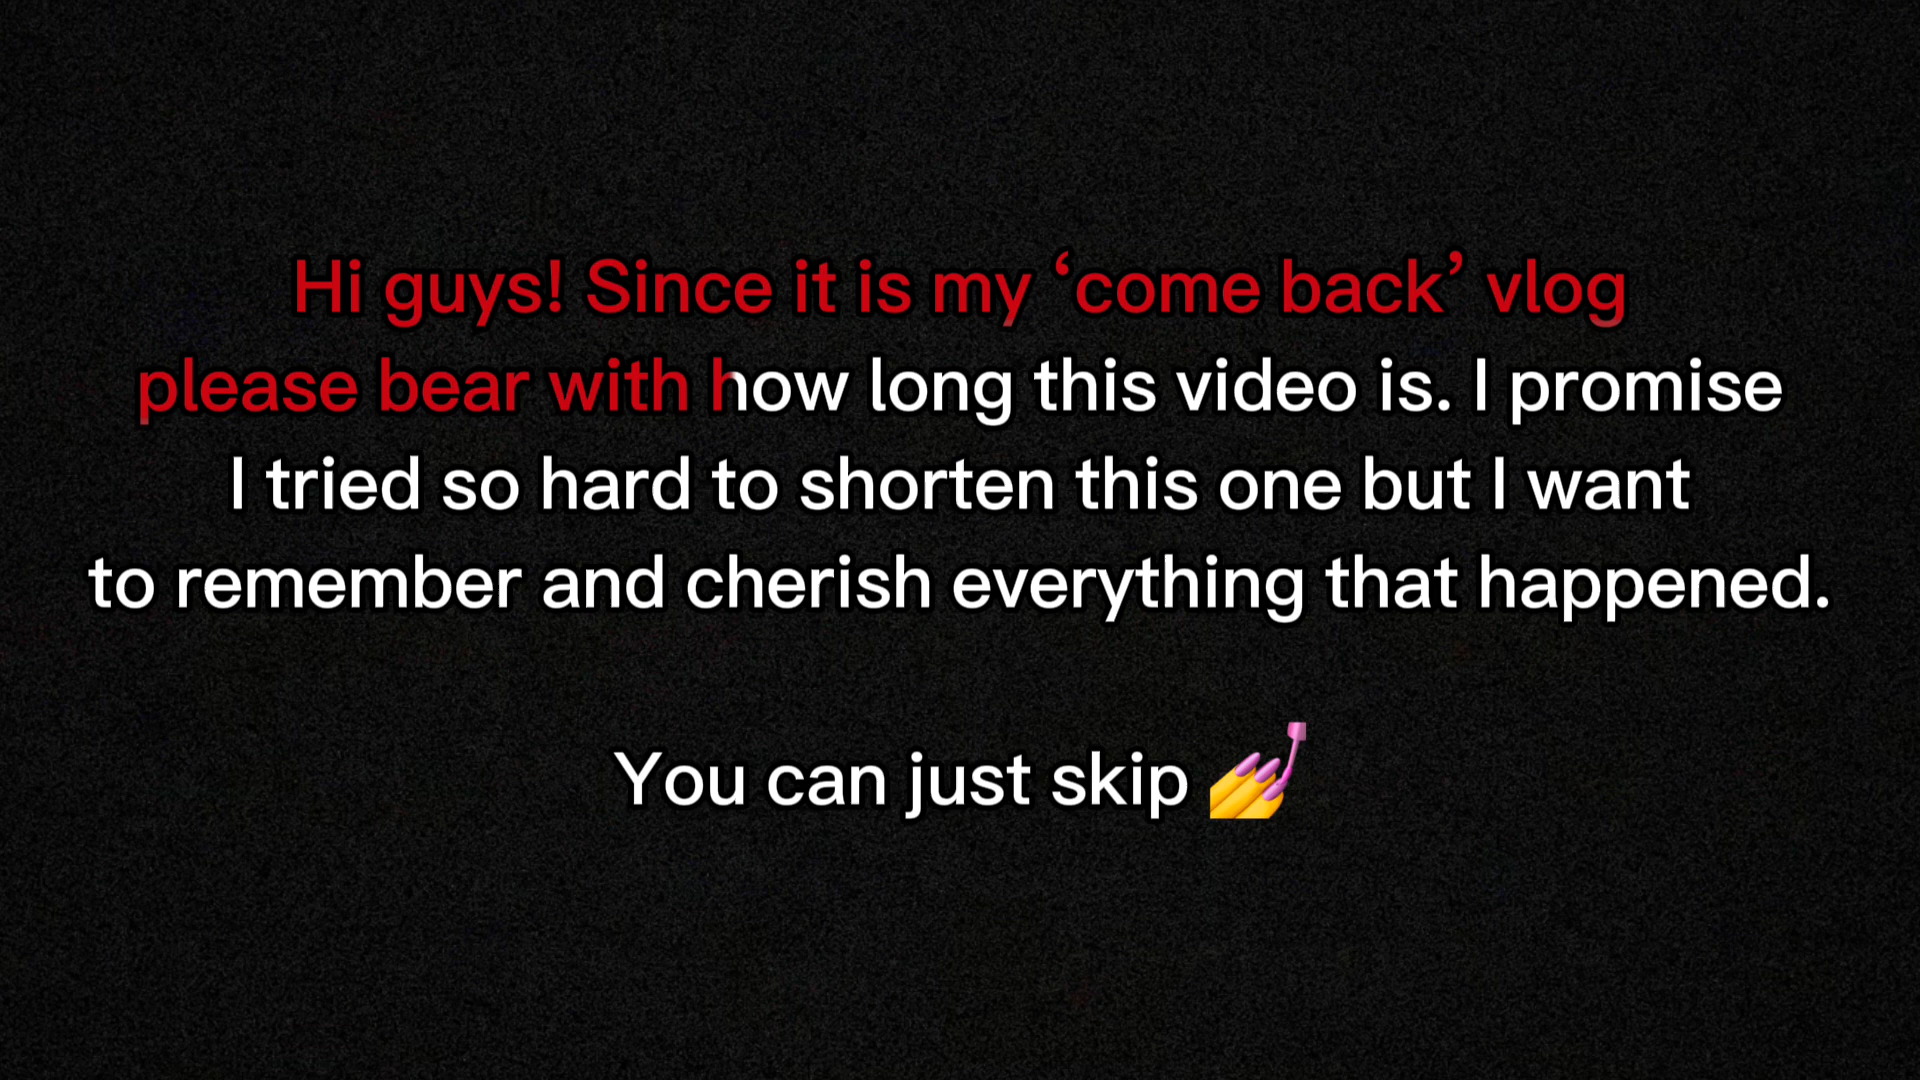 Hi guys! Since it is my ‘come back’ vlog
please bear with how long this video is. I promise
I tried so hard to shorten this one but I want
to remember and cherish everything that happened.
You can just skip 💅